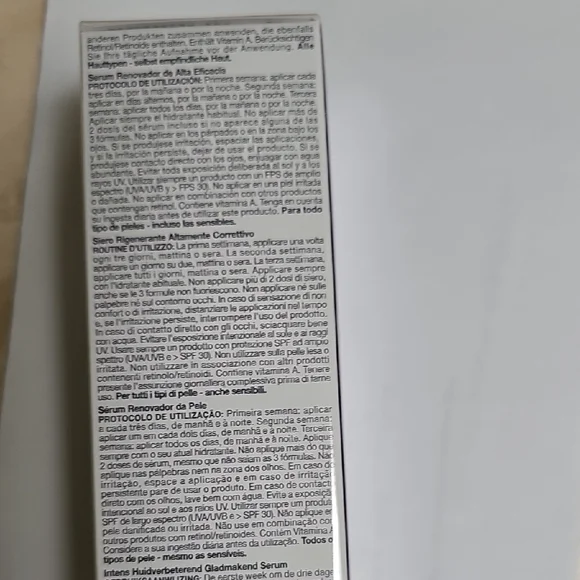 anderen Produkten zusammen anwenden, die ebenfalls
Retinol/Retinoide enthalten. Enthält Vitamin A. Berücksichtigen
Sie Ihre tägliche Aufnahme vor der Anwendung. Alle
Hauttypen - selbst empfindliche Haut.
Serum Renovador de Alta Eficacia
PROTOCOLO DE UTILIZACIÓN: Primera semana: aplicar cada
tres días, por la mañana o por la noche. Segunda semana:
aplicar en días alternos, por la mañana o por la noche. Tercera
semana: aplicar todos los días, por la mañana o por la noche.
Aplicar siempre el hidratante habitual. No aplicar más de
2 dosis del sérum incluso si no aparece alguna de las
3 fórmulas. No aplicar en los párpados o en la zona bajo los
ojos. Si se produjese irritación, espaciar las aplicaciones,
y si la irritación persiste, dejar de usar el producto. Si se
produjese contacto directo con los ojos, enjuagar con agua
abundante. Evitar toda exposición deliberada al sol y a los
rayos UV. Utilizar siempre un producto con un FPS de amplio
espectro (UVA/UVB y > FPS 30). No aplicar en una piel irritada
o dañada. No aplicar en combinación con otros productos
que contengan retinol. Contiene vitamina A. Tenga en cuenta
su ingesta diaria antes de utilizar este producto. Para todo
tipo de pieles - incluso las sensibles.
Siero Rigenerante Altamente Correttivo
ROUTINE D'UTILIZZO: La prima settimana, applicare una volta
ogni tre giorni, mattina o sera. La seconda settimana,
applicare un giorno su due, mattina o sera. La terza settimana,
applicare tutti i giorni, mattina o sera. Applicare sempre
con l'idratante abituale. Non applicare più di 2 dosi di siero,
anche se le 3 formule non fuoriescono. Non applicare né sulle
palpebre né sul contorno occhi. In caso di sensazione di non
confort o di irritazione, distanziare le applicazioni nel tempo
e, se l'irritazione persiste, interrompere l'uso del prodotto.
In caso di contatto diretto con gli occhi, sciacquare bene
con acqua. Evitare l'esposizione intenzionale al sole e ai raggi
UV. Usare sempre un prodotto con protezione SPF ad ampio
spettro (UVA/UVB e > SPF 30). Non utilizzare sulla pelle lesa o
irritata. Non utilizzare in associazione con altri prodotti
contenenti retinolo/retinoidi. Contiene vitamina A. Tenere
presente l'assunzione giornaliera complessiva prima di farne
uso. Per tutti i tipi di pelle - anche sensibili.
Sérum Renovador da Pele
PROTOCOLO DE UTILIZAÇÃO: Primeira semana: aplicar
a cada três dias, de manhã e à noite. Segunda semana:
aplicar um em cada dois dias, de manhã e à noite. Terceira
semana: aplicar todos os dias, de manhã e à noite. Aplique
sempre com o seu atual hidratante. Não aplique mais do que
2 doses de sérum, mesmo que não saiam as 3 fórmulas. Não
aplique nas pálpebras nem na zona dos olhos. Em caso de
irritação, espace a aplicação e em caso de irritaçã
persistente pare de usar o produto. Em caso de contact
direto com os olhos, lave bem com água. Evite a exposiçã
intencional ao sol e aos raios UV. Utilizar sempre um produt
SPF de largo espectro (UVA/UVB e > SPF 30). Não aplique e
pele danificada ou irritada. Não use em combinação co
outros produtos com retinol/retinoides. Contém Vitamina A
Considere a sua ingestão diária antes da utilização. Todos o
tipos de pele - mesmo as sensíveis.
Intens Huidverbeterend Gladmakend Serum
De eerste week om de drie dage